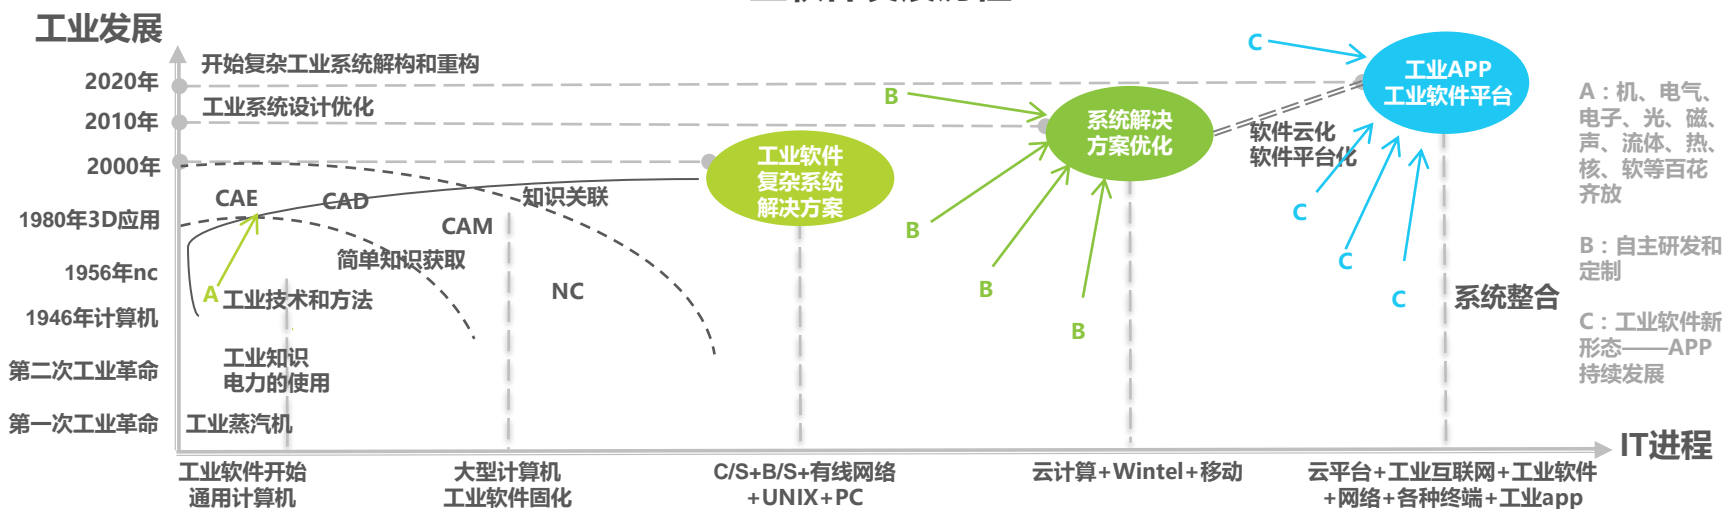 工业发展
2020年
2010年
2000年
1980年3D应用
1956年nc
1946年计算机
第二次工业革命
第一次工业革命
开始复杂工业系统解构和重构
工业系统设计优化
CAE
CAD
CAM
知识关联
简单知识获取
NC
A
工业技术和方法
工业知识
电力的使用
工业蒸汽机
工业软件
复杂系统
解决方案
B
B
B
B
系统解决
方案优化
软件云化
软件平台化
C
C
C
C
工业APP
工业软件平台
系统整合
A：机、电气、
电子、光、磁、
声、流体、热、
核、软等百花
齐放
B：自主研发和
定制
C：工业软件新
形态——APP
持续发展
IT进程
工业软件开始
通用计算机
大型计算机
工业软件固化
C/S+B/S+有线网络
+UNIX+PC
云计算+Wintel+移动
云平台+工业互联网+工业软件
+网络+各种终端+工业app